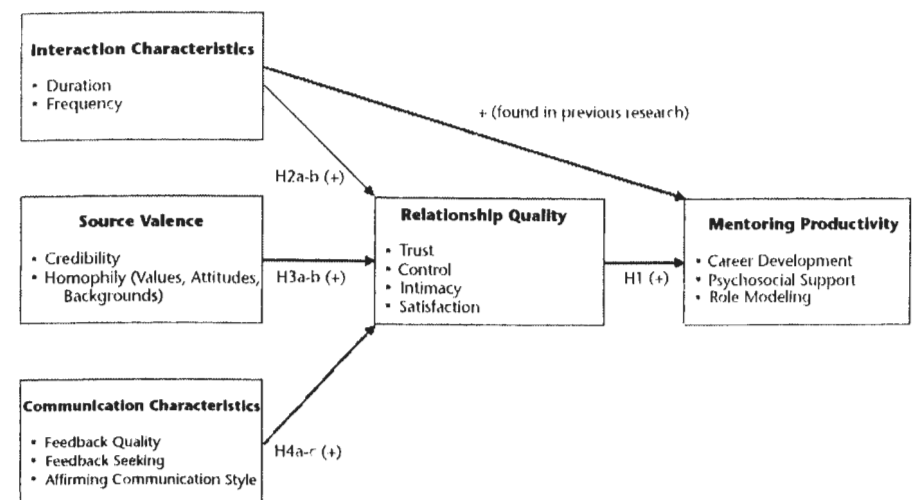 Interaction Characteristics
• Duration
• Frequency
+ (found in previous research)
H2a-b (+)
Source Valence
• Credibility
• Homophily (Values, Attitudes,
Backgrounds)
H3a-b (+)
Relationship Quality
• Trust
• Control
• Intimacy
• Satisfaction
H1 (+)
Mentoring Productivity
• Career Development
• Psychosocial Support
• Role Modeling
Communication Characteristics
• Feedback Quality
• Feedback Seeking
• Affirming Communication Style
H4a-c (+)